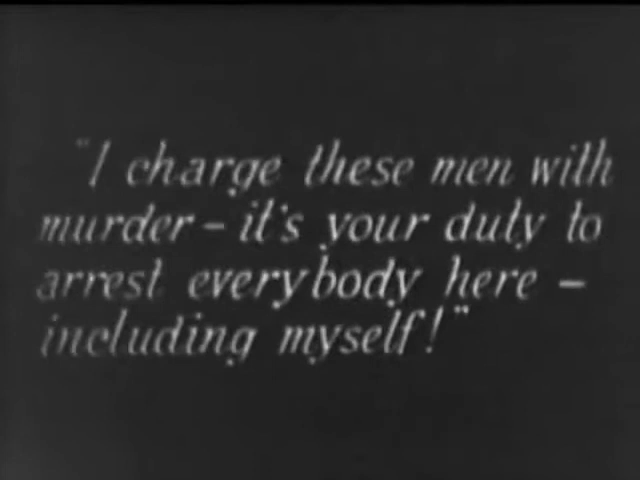 "I charge these men with
murder – it's your duty to
arrest everybody here –
including myself!"